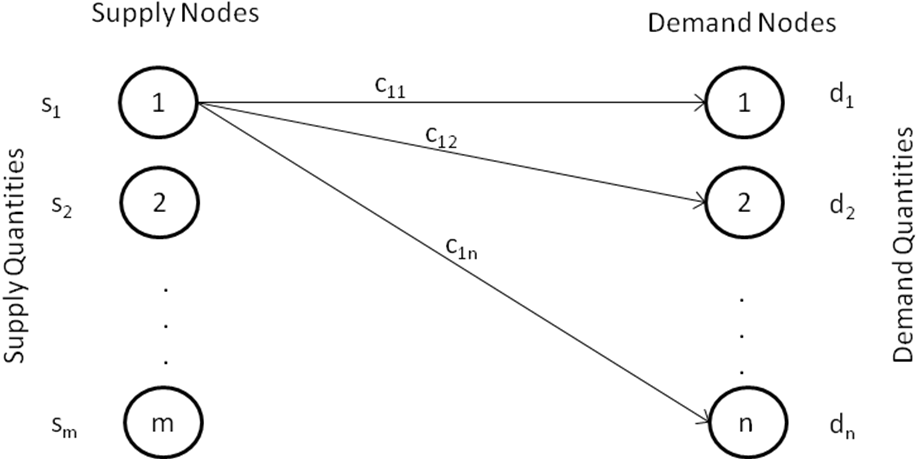 Supply Nodes
Demand Nodes
s₁
1
c₁₁
1
d₁
c₁₂
s₂
2
2
d₂
c₁ₙ
Supply Quantities
Demand Quantities
.
.
.
.
.
.
sₘ
m
n
dₙ